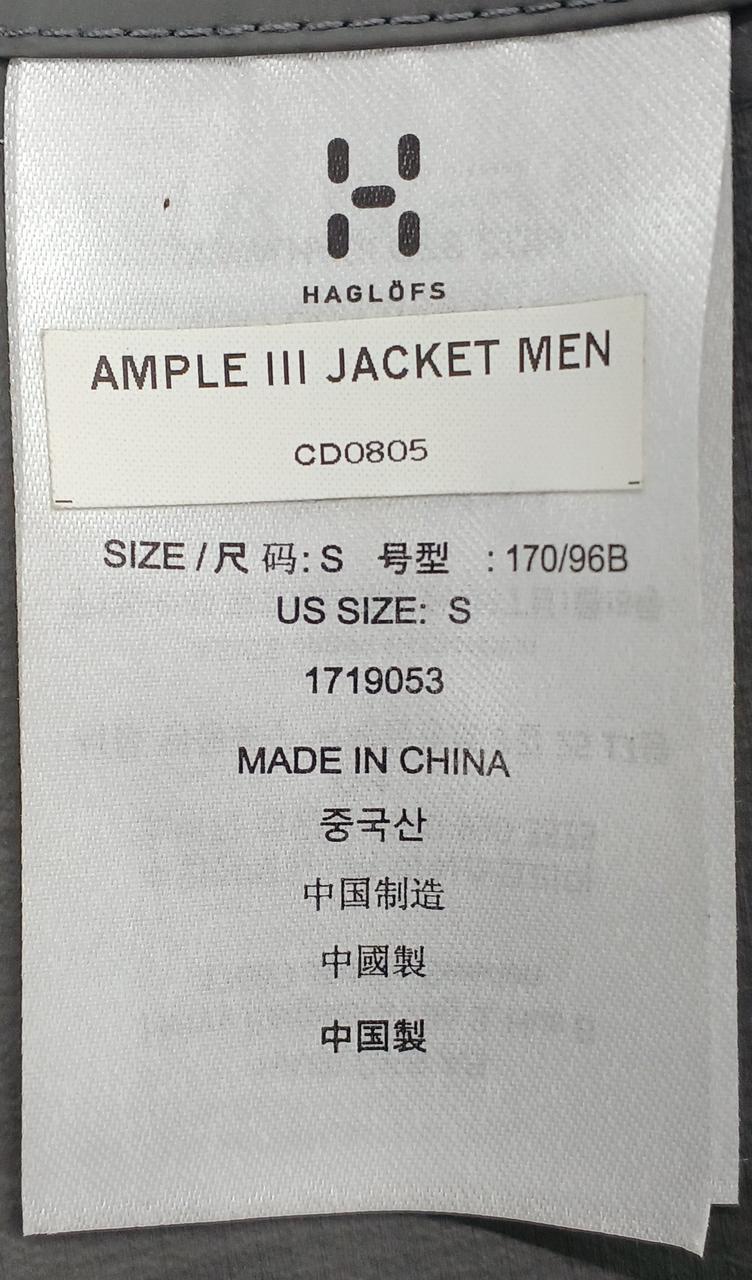 HAGLÖFS
AMPLE III JACKET MEN
CD0805
SIZE / 尺 码: S 号型 : 170/96B
US SIZE: S
1719053
MADE IN CHINA
중국산
中国制造
中國製
中国製